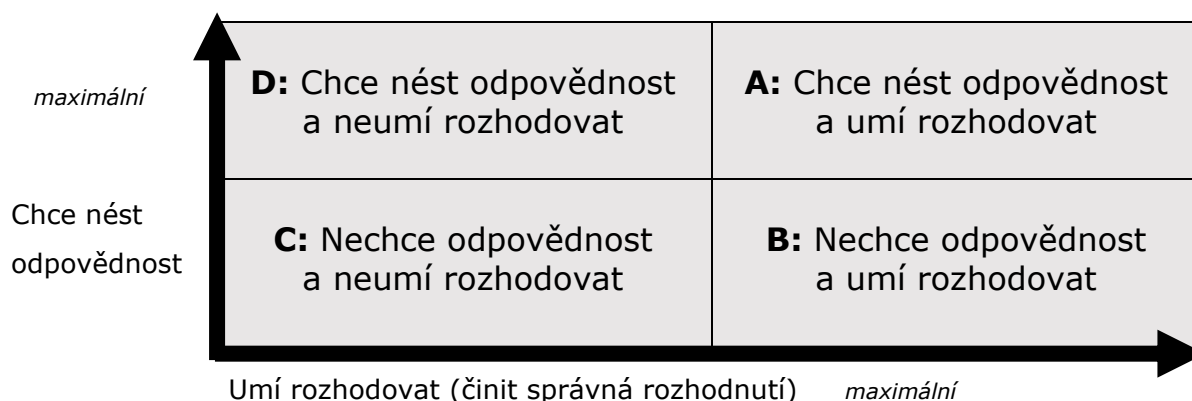 maximální
D: Chce nést odpovědnost
a neumí rozhodovat
A: Chce nést odpovědnost
a umí rozhodovat
Chce nést
odpovědnost
C: Nechce odpovědnost
a neumí rozhodovat
B: Nechce odpovědnost
a umí rozhodovat
Umí rozhodovat (činit správná rozhodnutí) maximální